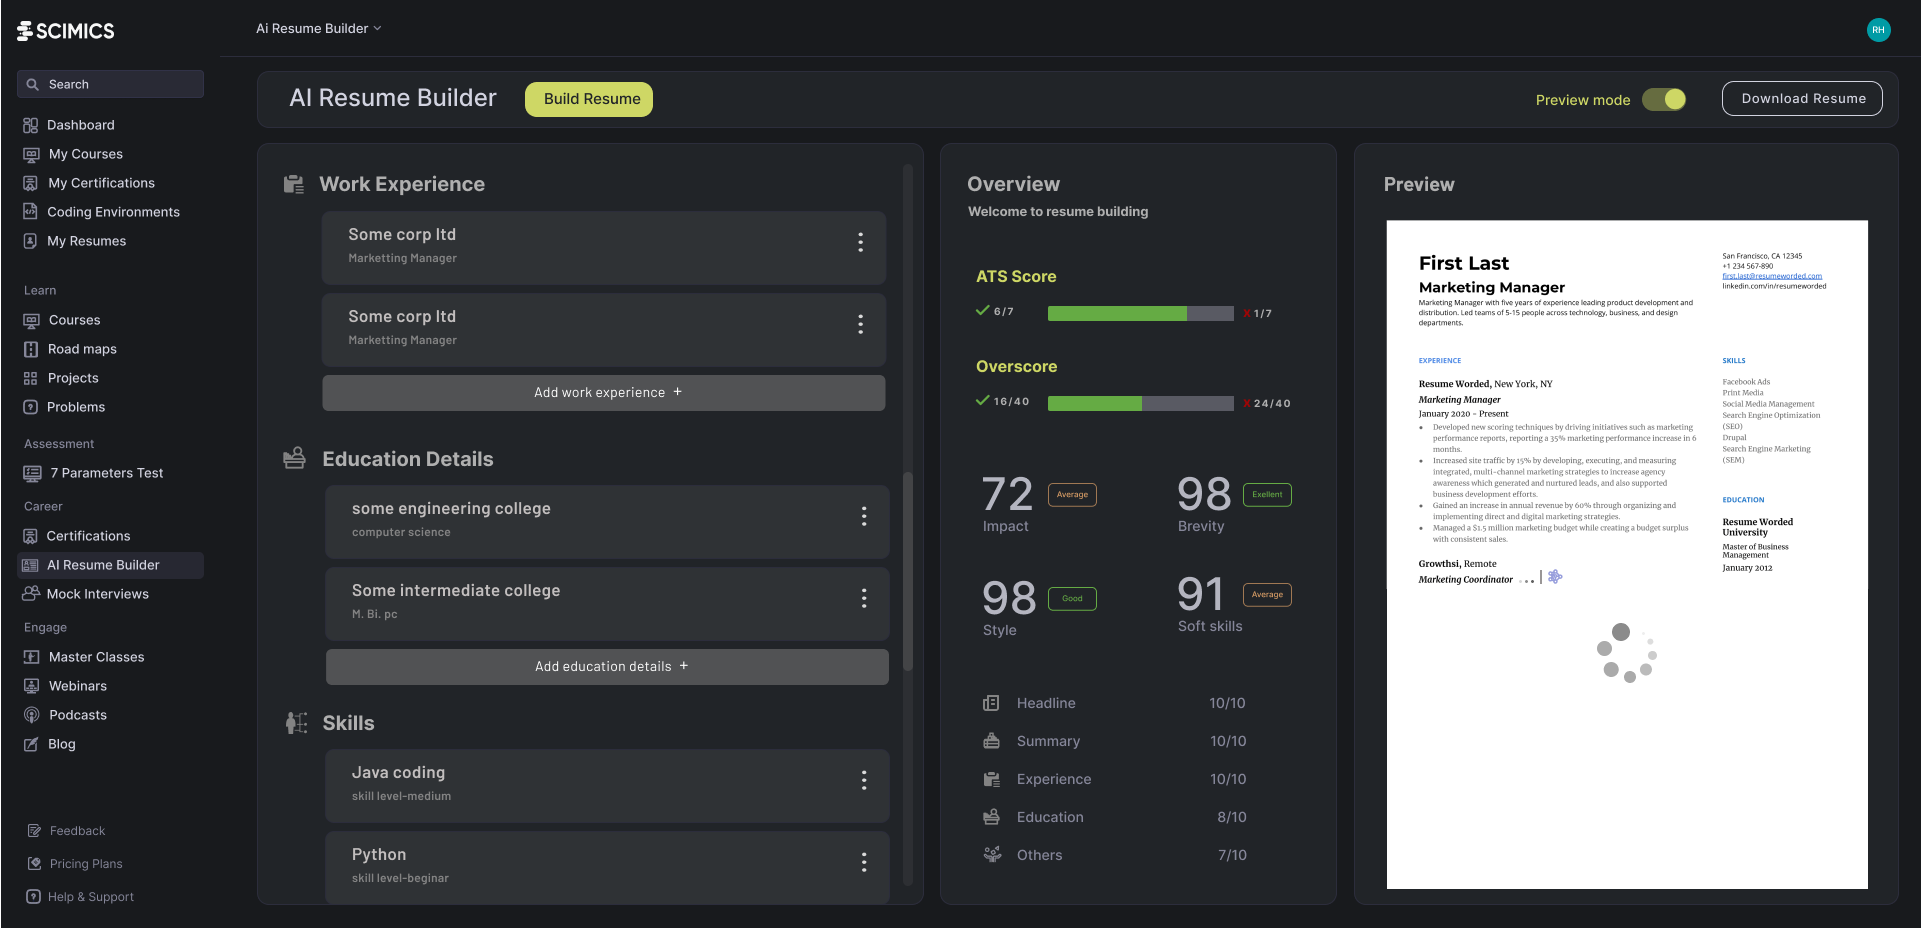 SCIMICS
Ai Resume Builder
RH
Search
Dashboard
My Courses
My Certifications
Coding Environments
My Resumes
Learn
Courses
Road maps
Projects
Problems
Assessment
7 Parameters Test
Career
Certifications
AI Resume Builder
Mock Interviews
Engage
Master Classes
Webinars
Podcasts
Blog
Feedback
Pricing Plans
Help & Support
AI Resume Builder
Build Resume
Preview mode
Download Resume
Work Experience
Some corp ltd
Marketting Manager
Some corp ltd
Marketting Manager
Add work experience +
Education Details
some engineering college
computer science
Some intermediate college
M. Bi. pc
Add education details +
Skills
Java coding
skill level-medium
Python
skill level-beginar
Overview
Welcome to resume building
ATS Score
6/7
x 1/7
Overscore
16/40
x 24/40
72 Average
Impact
98 Exellent
Brevity
98 Good
Style
91 Average
Soft skills
Headline 10/10
Summary 10/10
Experience 10/10
Education 8/10
Others 7/10
Preview
First Last
Marketing Manager
Marketing Manager with five years of experience leading product development and
distribution. Led teams of 5-15 people across technology, business, and design
departments.
San Francisco, CA 12345
+1 234 567-890
first.last@resumeworded.com
linkedin.com/in/resumeworded
EXPERIENCE
Resume Worded, New York, NY
Marketing Manager
January 2020 - Present
• Developed new scoring techniques by driving initiatives such as marketing
performance reports, reporting a 35% marketing performance increase in 6
months.
• Increased site traffic by 15% by developing, executing, and measuring
integrated, multi-channel marketing strategies to increase agency
awareness which generated and nurtured leads, and also supported
business development efforts.
• Gained an increase in annual revenue by 60% through organizing and
implementing direct and digital marketing strategies.
• Managed a $1.5 million marketing budget while creating a budget surplus
with consistent sales.
Growthsi, Remote
Marketing Coordinator ... |
SKILLS
Facebook Ads
Print Media
Social Media Management
Search Engine Optimization
(SEO)
Drupal
Search Engine Marketing
(SEM)
EDUCATION
Resume Worded
University
Master of Business
Management
January 2012